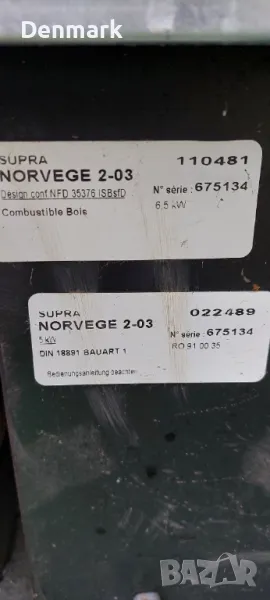 Denmark
SUPRA 110481
NORVEGE 2-03
Design conf NFD 35376 ISBsfD N° série : 675134
Combustible Bois 6,5 kW
SUPRA 022489
NORVEGE 2-03 N° série : 675134
5 kW
DIN 18891 BAUART 1 RO 91 00 35
Bedienungsanleitung beachten
BAZAR